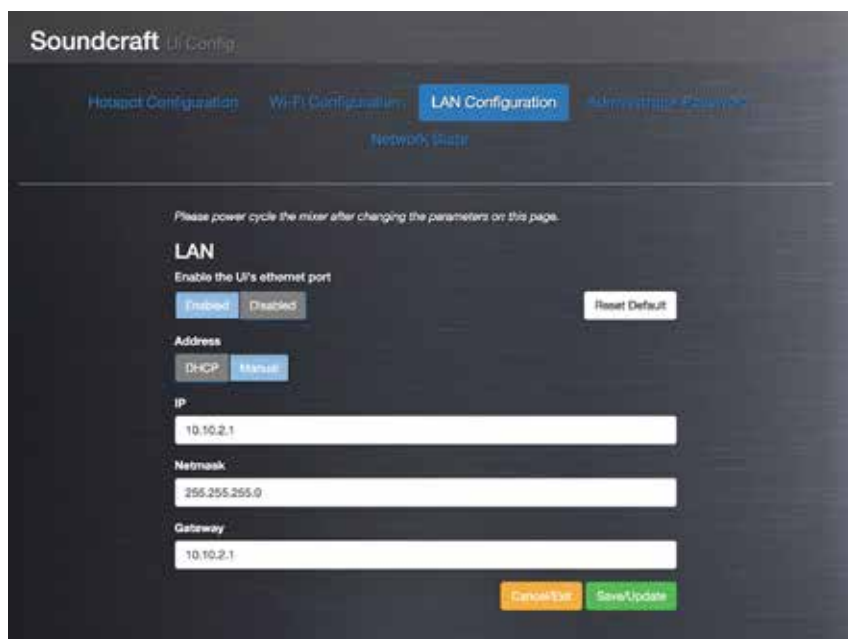 Soundcraft Ui Config
Hotspot Configuration Wi-Fi Configuration LAN Configuration Administrator Password
Network State
Please power cycle the mixer after changing the parameters on this page.
LAN
Enable the Ui's ethernet port
Enabled Disabled Reset Default
Address
DHCP Manual
IP
10.10.2.1
Netmask
255.255.255.0
Gateway
10.10.2.1
Cancel/Exit Save/Update